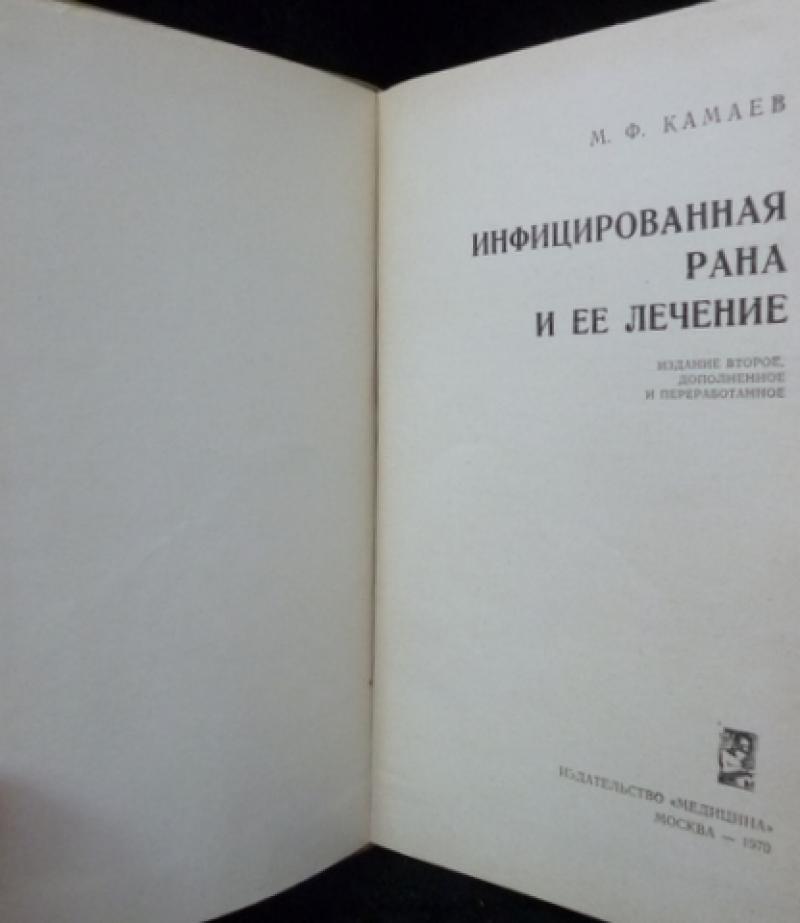 М. Ф. КАМАЕВ
ИНФИЦИРОВАННАЯ
РАНА
И ЕЕ ЛЕЧЕНИЕ
ИЗДАНИЕ ВТОРОЕ,
ДОПОЛНЕННОЕ
И ПЕРЕРАБОТАННОЕ
ИЗДАТЕЛЬСТВО «МЕДИЦИНА»
МОСКВА — 1970